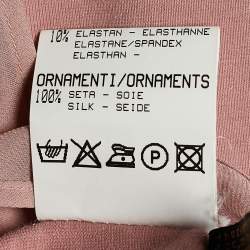 10% ELASTAN - ELASTHANNE
ELASTANE/SPANDEX
ELASTHAN -
ORNAMENTI/ORNAMENTS
100% SETA - SOIE
SILK - SEIDE
P